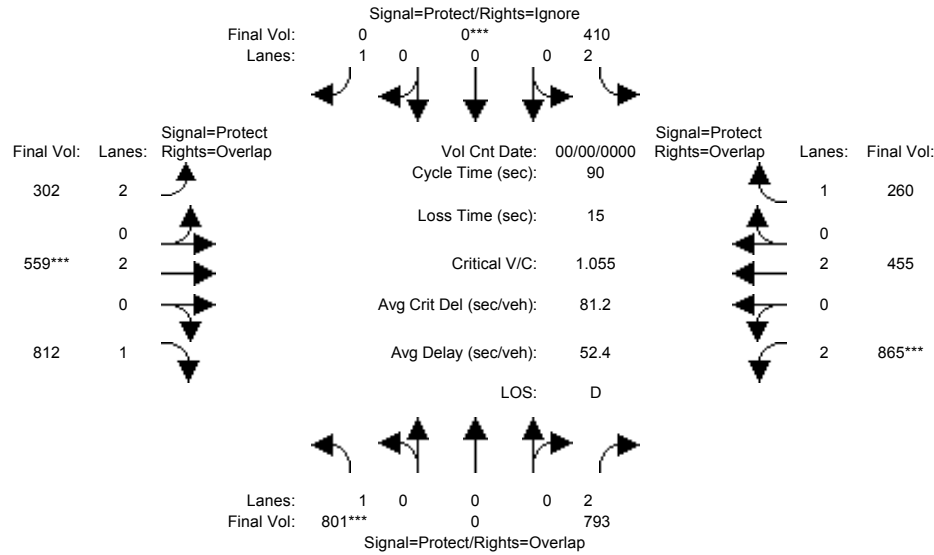 Signal=Protect/Rights=Ignore
Final Vol: 0 0*** 410
Lanes: 1 0 0 0 2
Signal=Protect Signal=Protect
Final Vol: Lanes: Rights=Overlap Vol Cnt Date: 00/00/0000 Rights=Overlap Lanes: Final Vol:
Cycle Time (sec): 90
302 2 1 260
Loss Time (sec): 15
0 0
559*** 2 Critical V/C: 1.055 2 455
0 Avg Crit Del (sec/veh): 81.2 0
812 1 Avg Delay (sec/veh): 52.4 2 865***
LOS: D
Lanes: 1 0 0 0 2
Final Vol: 801*** 0 793
Signal=Protect/Rights=Overlap